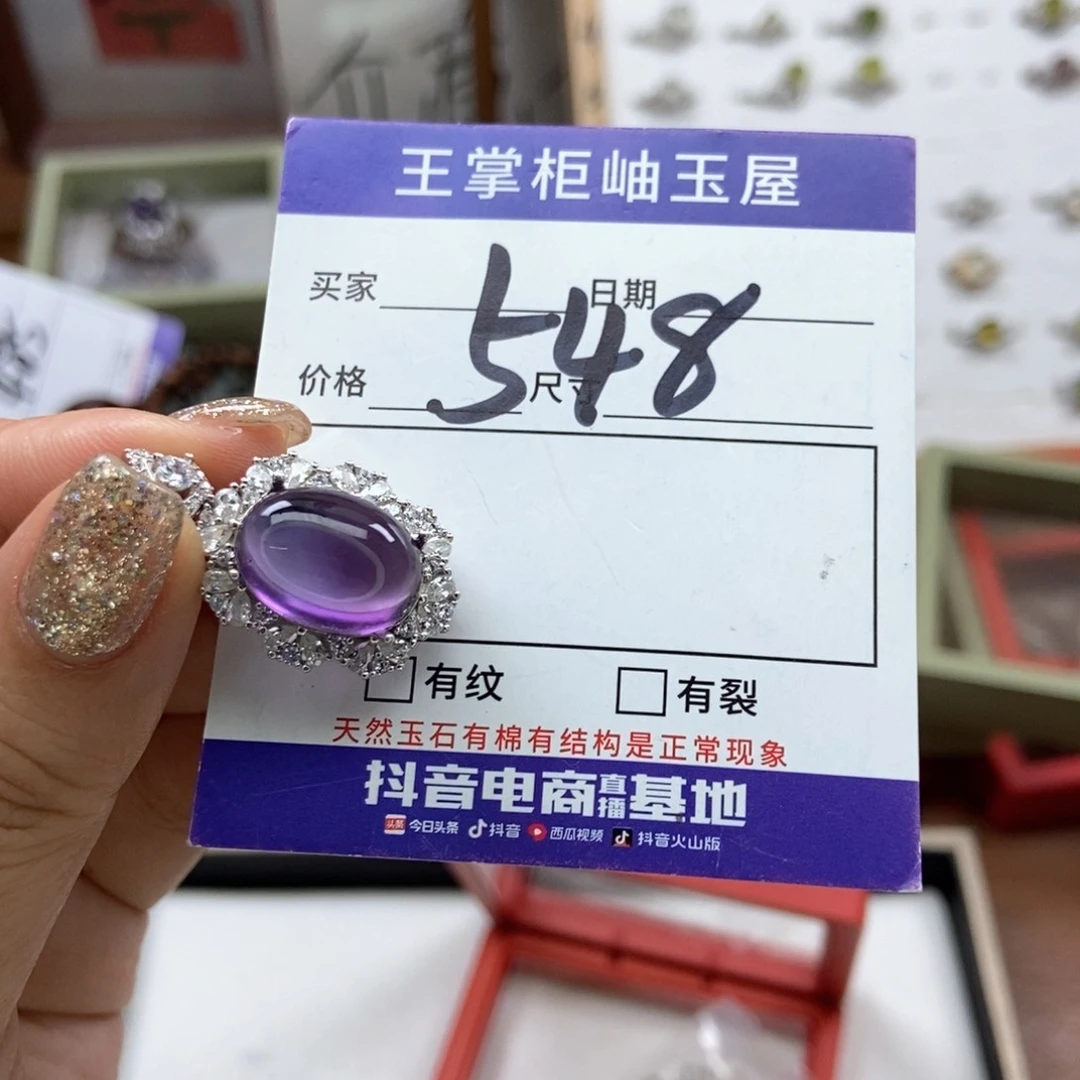 王掌柜岫玉屋
买家 日期
548
价格 尺寸
有纹 有裂
天然玉石有棉有结构是正常现象
抖音电商直播基地
头条 今日头条 抖音 西瓜视频 抖音火山版